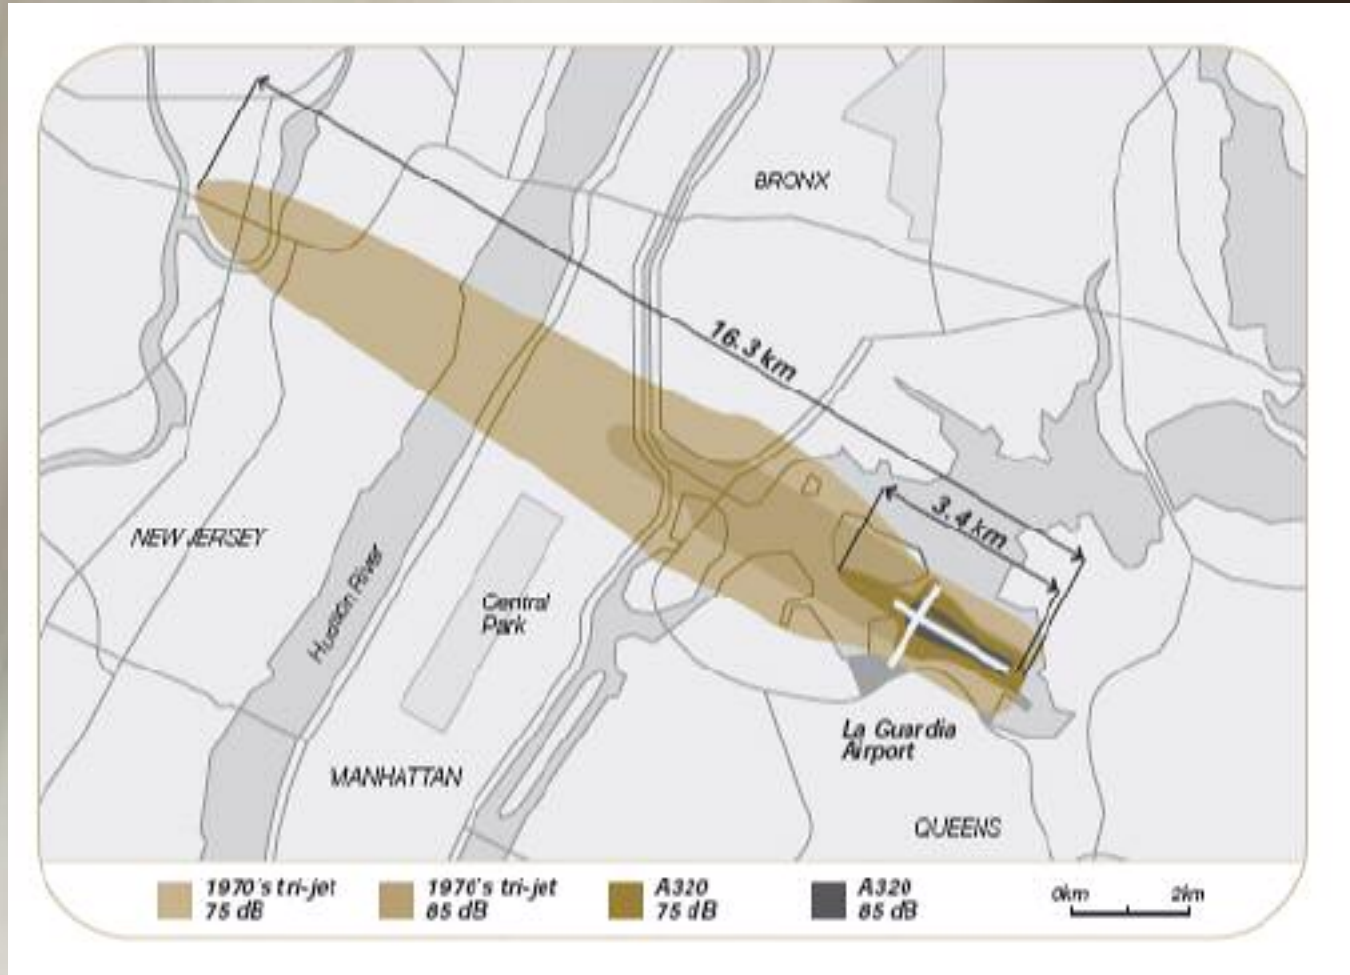 BRONX
16.3 km
3.4 km
NEW JERSEY
Hudson River
Central
Park
La Guardia
Airport
MANHATTAN
QUEENS
1970's tri-jet
75 dB
1970's tri-jet
85 dB
A320
75 dB
A320
85 dB
0km 2km